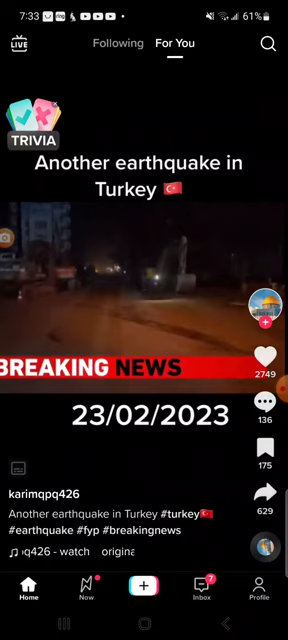 7:33
ring
61%
LIVE
Following For You
TRIVIA
Another earthquake in
Turkey 🇹🇷
BREAKING NEWS
2749
23/02/2023
136
175
karimqpq426
629
Another earthquake in Turkey #turkey🇹🇷
#earthquake #fyp #breakingnews
q426 - watch origina
7
Home Now Inbox Profile